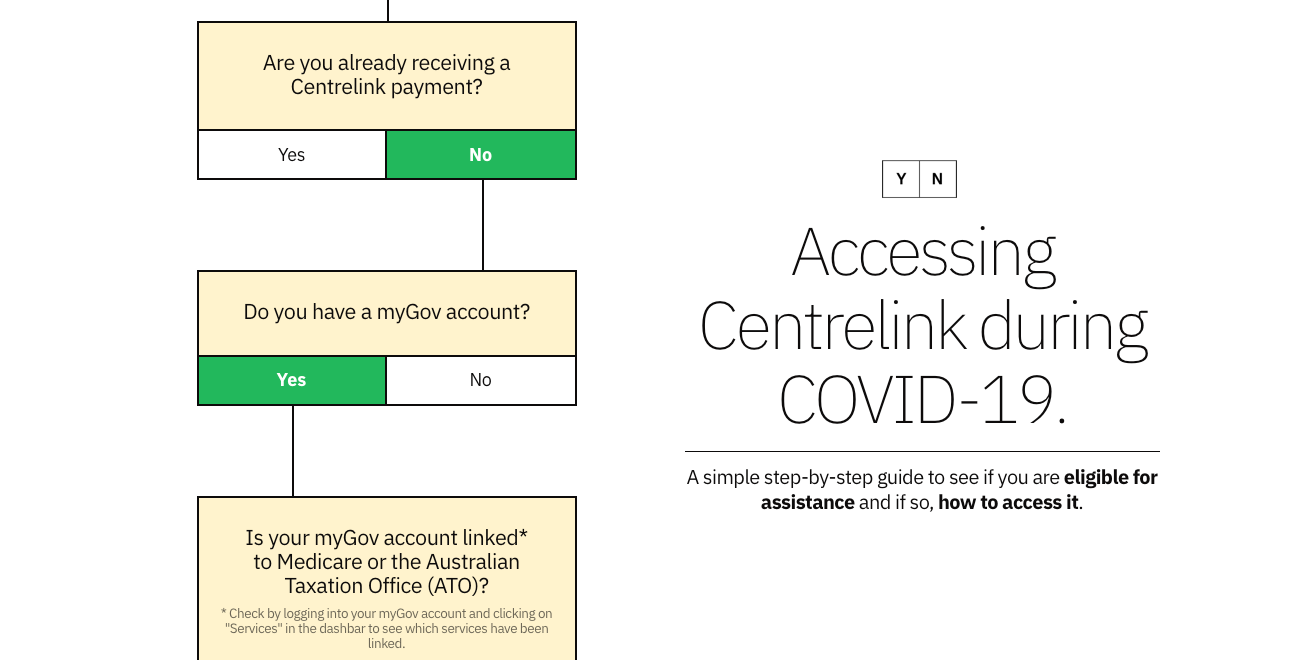 Are you already receiving a
Centrelink payment?
Yes
No
Do you have a myGov account?
Yes
No
Is your myGov account linked*
to Medicare or the Australian
Taxation Office (ATO)?
* Check by logging into your myGov account and clicking on
"Services" in the dashbar to see which services have been
linked.
Y N
Accessing
Centrelink during
COVID-19.
A simple step-by-step guide to see if you are eligible for
assistance and if so, how to access it.